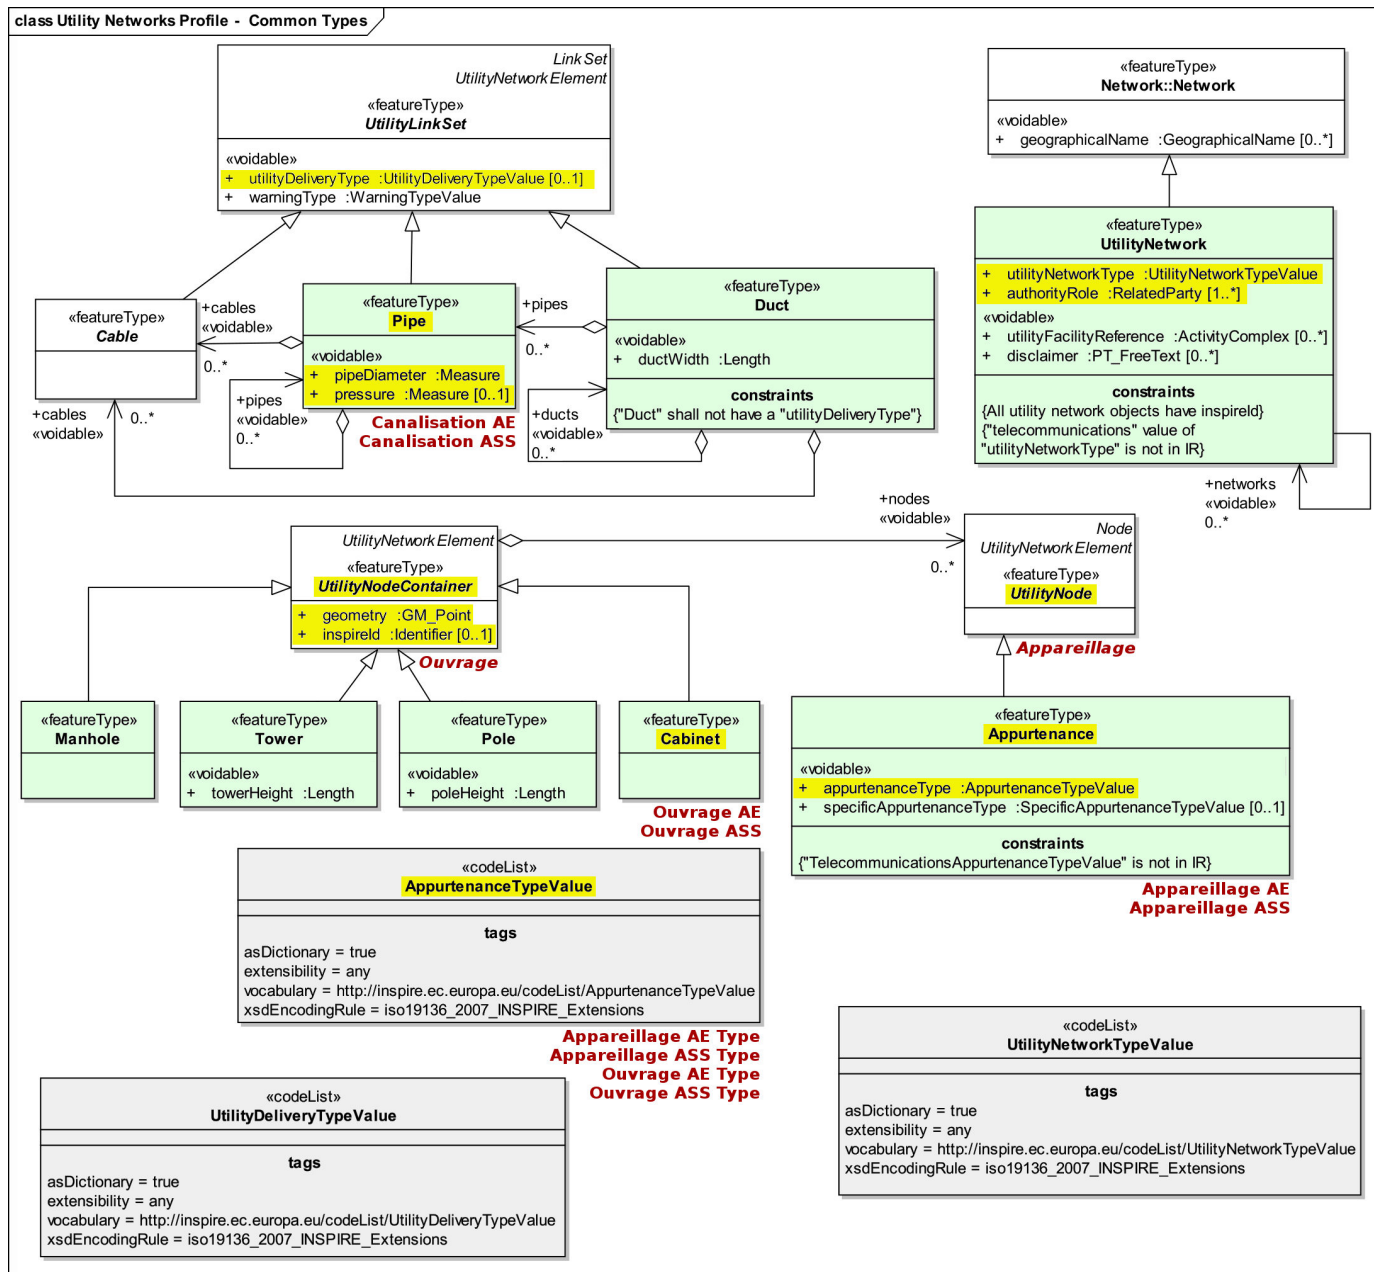 class Utility Networks Profile - Common Types
LinkSet
UtilityNetworkElement
«featureType»
UtilityLinkSet
«voidable»
+ utilityDeliveryType :UtilityDeliveryTypeValue [0..1]
+ warningType :WarningTypeValue
«featureType»
Network::Network
«voidable»
+ geographicalName :GeographicalName [0..*]
«featureType»
UtilityNetwork
+ utilityNetworkType :UtilityNetworkTypeValue
+ authorityRole :RelatedParty [1..*]
«voidable»
+ utilityFacilityReference :ActivityComplex [0..*]
+ disclaimer :PT_FreeText [0..*]
constraints
{All utility network objects have inspireId}
{"telecommunications" value of
"utilityNetworkType" is not in IR}
+networks
«voidable»
0..*
«featureType»
Cable
+cables
«voidable»
0..*
«featureType»
Pipe
«voidable»
+ pipeDiameter :Measure
+ pressure :Measure [0..1]
Canalisation AE
Canalisation ASS
+pipes
0..*
«featureType»
Duct
«voidable»
+ ductWidth :Length
constraints
{"Duct" shall not have a "utilityDeliveryType"}
+cables
«voidable»
0..*
+pipes
«voidable»
0..*
+ducts
«voidable»
0..*
UtilityNetworkElement
«featureType»
UtilityNodeContainer
+ geometry :GM_Point
+ inspireId :Identifier [0..1]
Ouvrage
+nodes
«voidable»
0..*
Node
UtilityNetworkElement
«featureType»
UtilityNode
Appareillage
«featureType»
Manhole
«featureType»
Tower
«voidable»
+ towerHeight :Length
«featureType»
Pole
«voidable»
+ poleHeight :Length
«featureType»
Cabinet
Ouvrage AE
Ouvrage ASS
«featureType»
Appurtenance
«voidable»
+ appurtenanceType :AppurtenanceTypeValue
+ specificAppurtenanceType :SpecificAppurtenanceTypeValue [0..1]
constraints
{"TelecommunicationsAppurtenanceTypeValue" is not in IR}
Appareillage AE
Appareillage ASS
«codeList»
AppurtenanceTypeValue
tags
asDictionary = true
extensibility = any
vocabulary = http://inspire.ec.europa.eu/codeList/AppurtenanceTypeValue
xsdEncodingRule = iso19136_2007_INSPIRE_Extensions
Appareillage AE Type
Appareillage ASS Type
Ouvrage AE Type
Ouvrage ASS Type
«codeList»
UtilityNetworkTypeValue
tags
asDictionary = true
extensibility = any
vocabulary = http://inspire.ec.europa.eu/codeList/UtilityNetworkTypeValue
xsdEncodingRule = iso19136_2007_INSPIRE_Extensions
«codeList»
UtilityDeliveryTypeValue
tags
asDictionary = true
extensibility = any
vocabulary = http://inspire.ec.europa.eu/codeList/UtilityDeliveryTypeValue
xsdEncodingRule = iso19136_2007_INSPIRE_Extensions